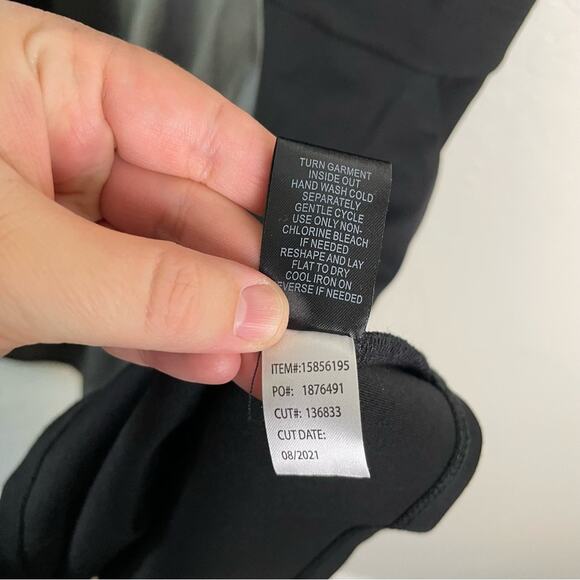 TURN GARMENT
INSIDE OUT
HAND WASH COLD
SEPARATELY
GENTLE CYCLE
USE ONLY NON-
CHLORINE BLEACH
IF NEEDED
RESHAPE AND LAY
FLAT TO DRY
COOL IRON ON
EVERSE IF NEEDED
ITEM#:15856195
PO#: 1876491
CUT#: 136833
CUT DATE:
08/2021